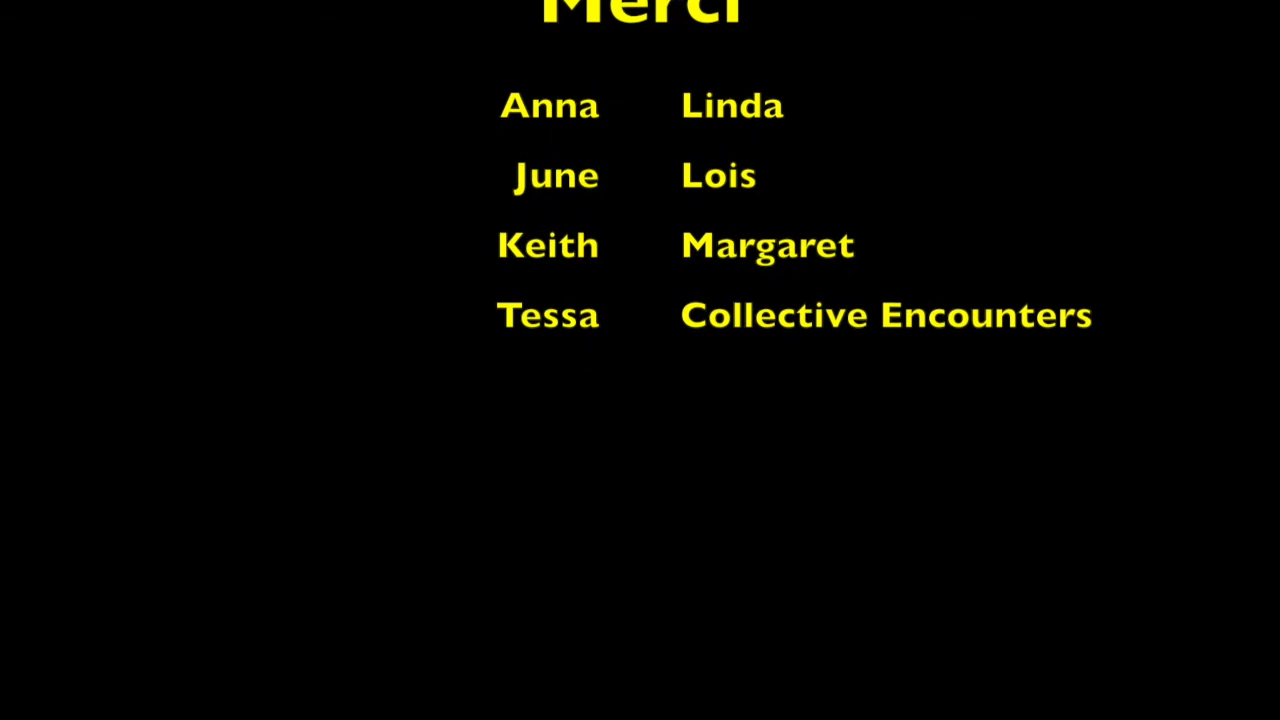 Merci
Anna Linda
June Lois
Keith Margaret
Tessa Collective Encounters